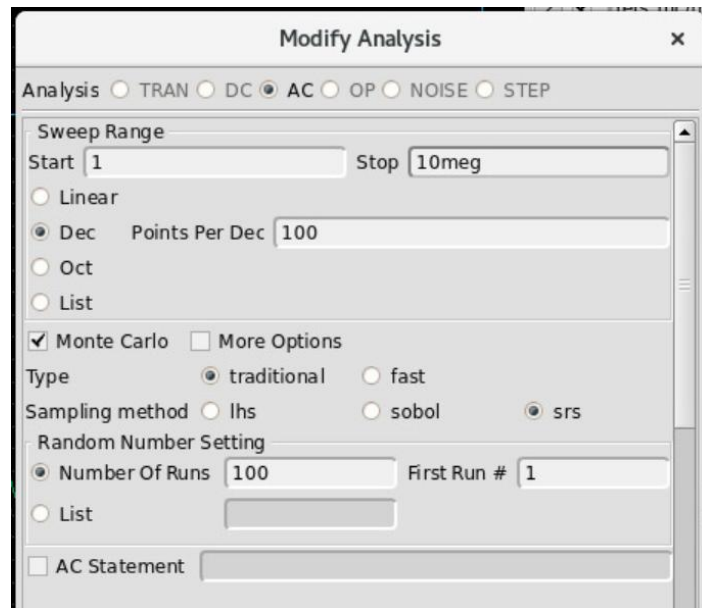 Modify Analysis ×
Analysis TRAN DC AC OP NOISE STEP
Sweep Range
Start 1 Stop 10meg
Linear
Dec Points Per Dec 100
Oct
List
Monte Carlo More Options
Type traditional fast
Sampling method lhs sobol srs
Random Number Setting
Number Of Runs 100 First Run # 1
List
AC Statement